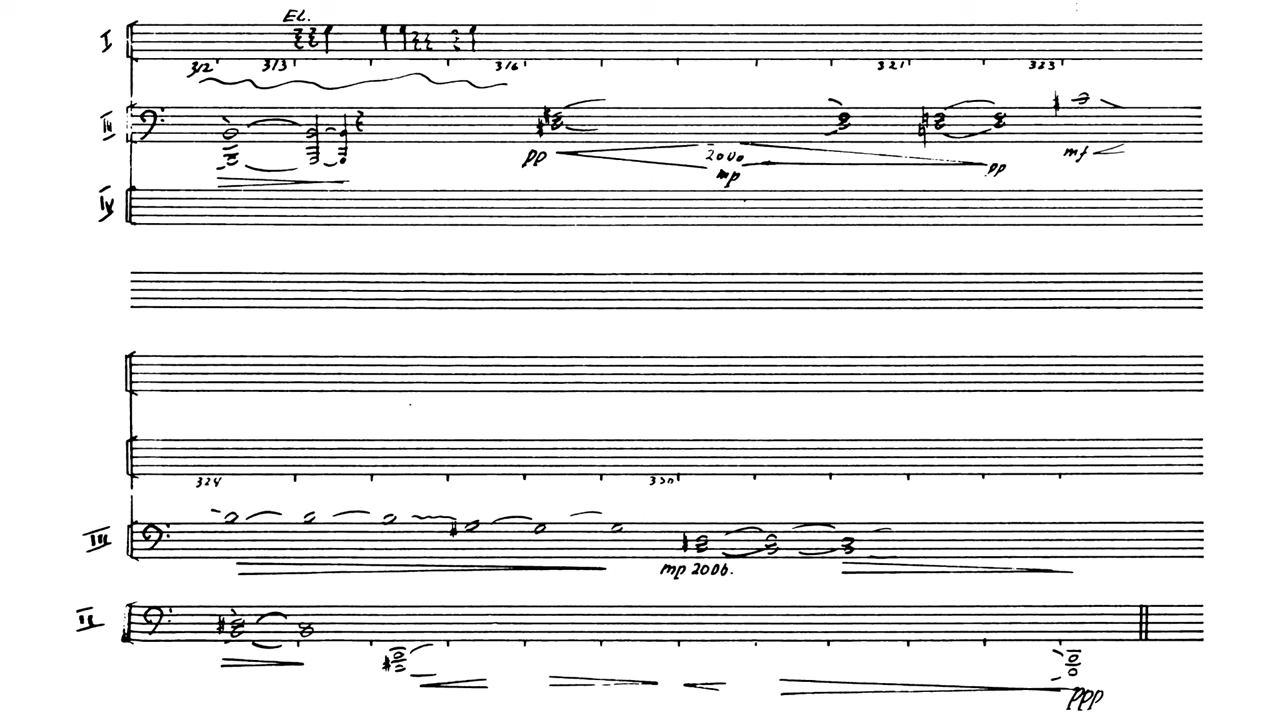 EL.
I
312 313 316 321 323
II
pp 2000 mp pp mf
IV
324 330
III
mp 200b.
II
ppp